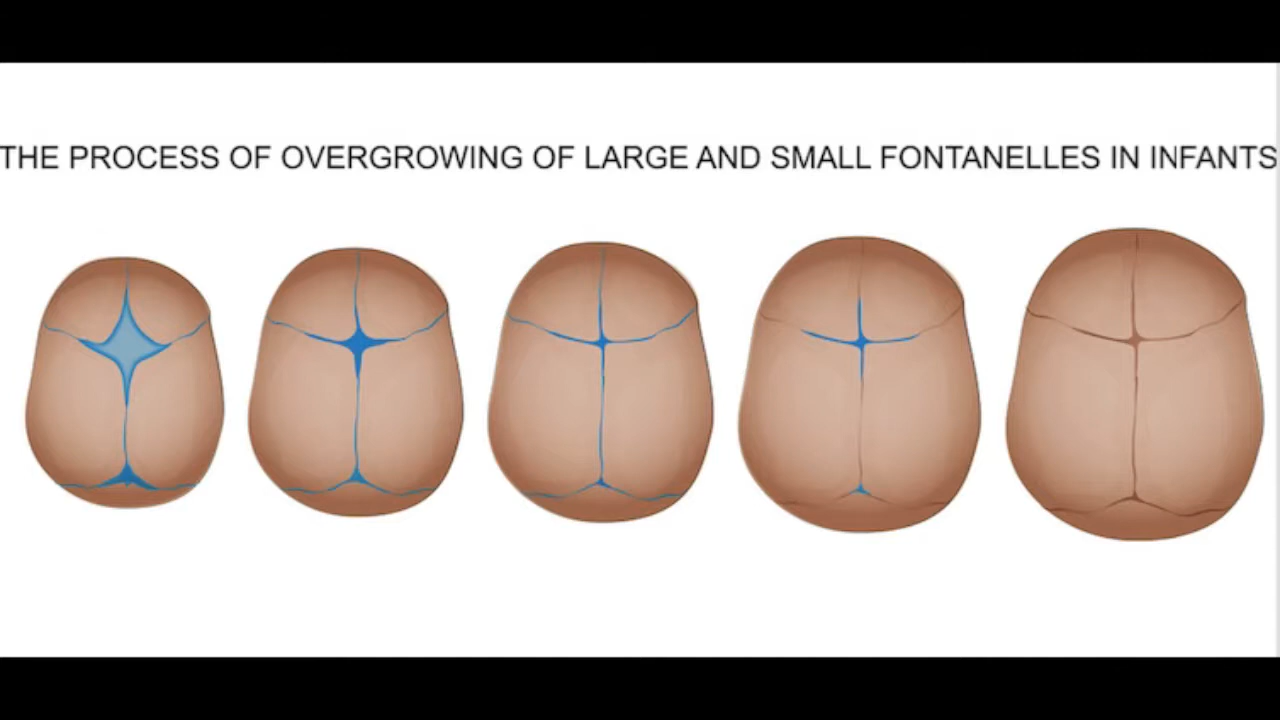 THE PROCESS OF OVERGROWING OF LARGE AND SMALL FONTANELLES IN INFANTS